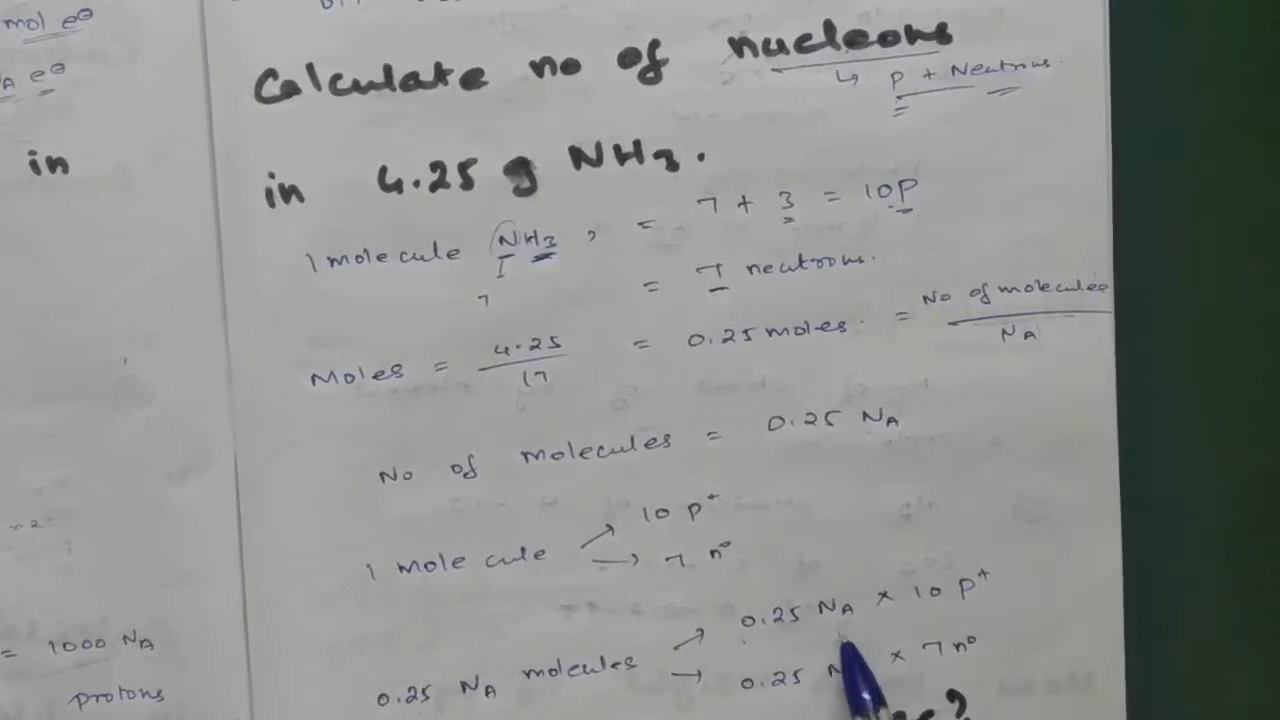 mol e⊖
A e⊖
in
×2
= 1000 NA
protons
Calculate no of nucleons
↳ P + Neutrons.
in 4.25 g NH3.
1 molecule NH3, = 7 + 3 = 10P
7
= 7 neutrons.
Moles = 4.25 / 17 = 0.25 moles. = No of molecules / NA
No of molecules = 0.25 NA
1 molecule ↗ 10 p+
→ 7 n°
0.25 NA molecules ↗ 0.25 NA × 10 p+
→ 0.25 N × 7 n°